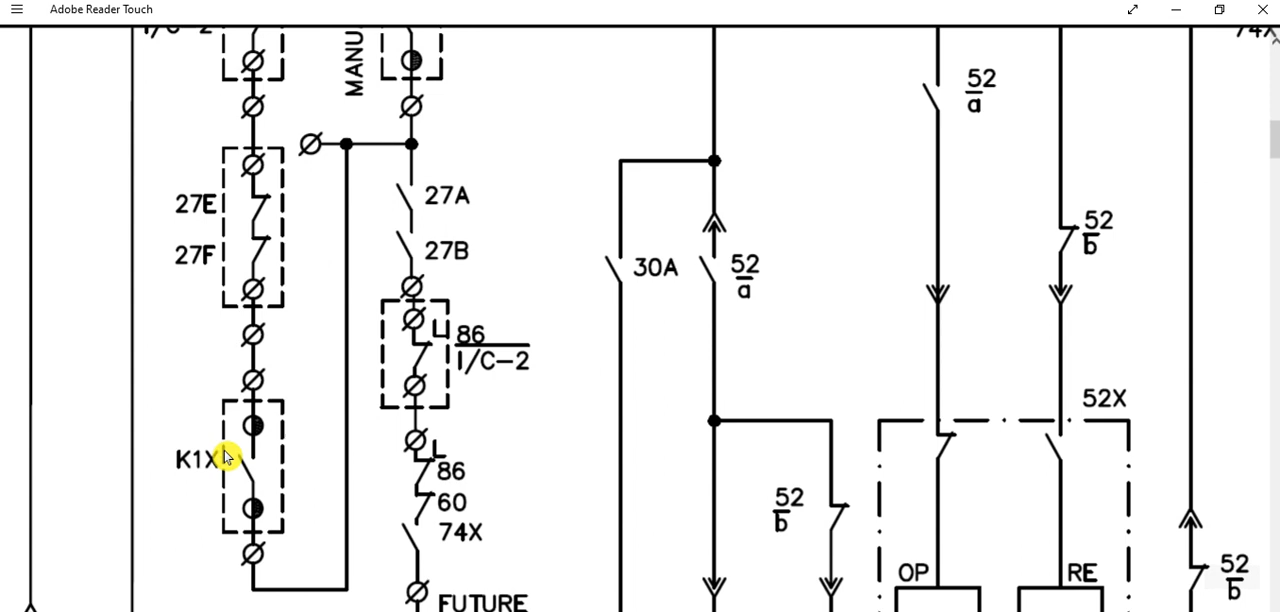 Adobe Reader Touch
I/C-2
MANU
74X
52
a
27E
27A
52
b
27F
27B
30A
52
a
86
I/C-2
52X
K1X
86
60
52
b
74X
OP
RE
52
b
FUTURE